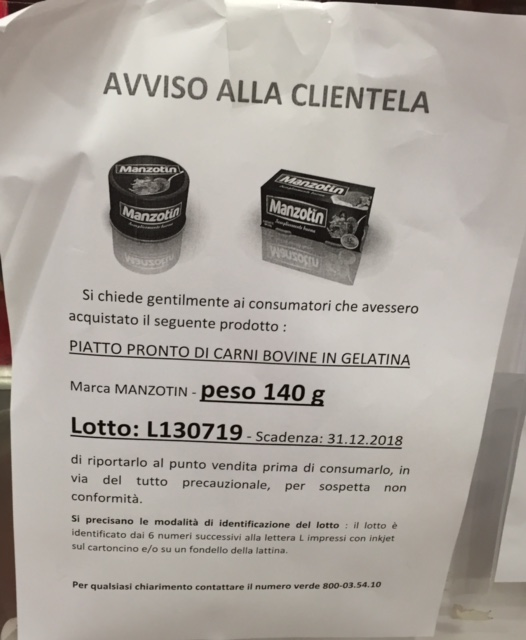 AVVISO ALLA CLIENTELA
Manzotin
Manzotin
Manzotin
Manzotin
Si chiede gentilmente ai consumatori che avessero
acquistato il seguente prodotto :
PIATTO PRONTO DI CARNI BOVINE IN GELATINA
Marca MANZOTIN - peso 140 g
Lotto: L130719 - Scadenza: 31.12.2018
di riportarlo al punto vendita prima di consumarlo, in
via del tutto precauzionale, per sospetta non
conformità.
Si precisano le modalità di identificazione del lotto : il lotto è
identificato dai 6 numeri successivi alla lettera L impressi con inkjet
sul cartoncino e/o su un fondello della lattina.
Per qualsiasi chiarimento contattare il numero verde 800-03.54.10